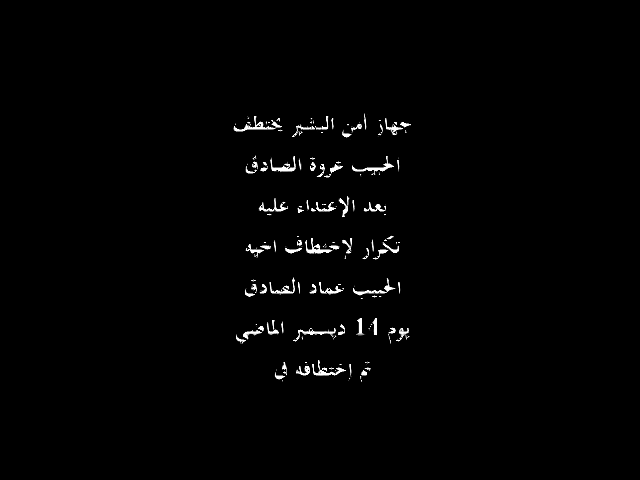 جهاز أمن البشير يختطف
الحبيب عروة الصادق
بعد الإعتداء عليه
تكرار لإختطاف اخيه
الحبيب عماد الصادق
يوم 14 ديسمبر الماضي
تم إختطافه في